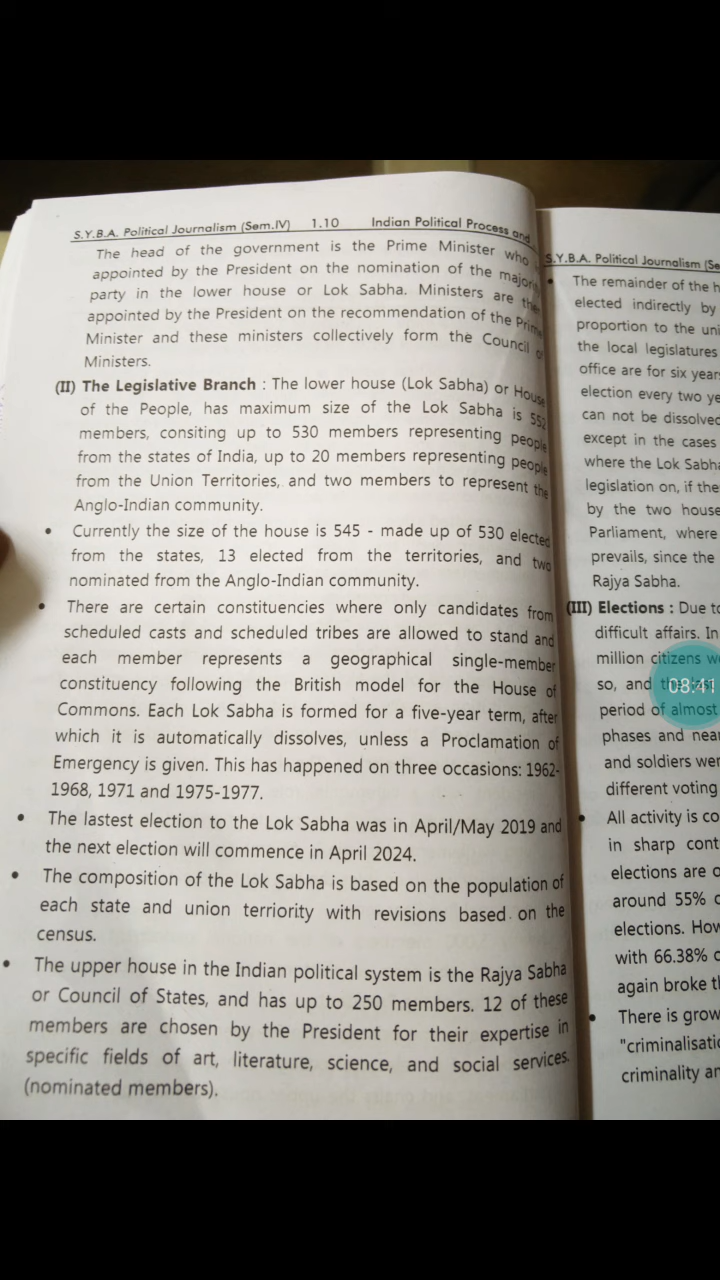 S.Y.B.A. Political Journalism (Sem.IV) 1.10 Indian Political Process and
The head of the government is the Prime Minister who
appointed by the President on the nomination of the
party in the lower house or Lok Sabha. Ministers are
appointed by the President on the recommendation of the Prime
Minister and these ministers collectively form the Council
Ministers.
(II) The Legislative Branch : The lower house (Lok Sabha) or House
of the People, has maximum size of the Lok Sabha is 552
members, consiting up to 530 members representing people
from the states of India, up to 20 members representing people
from the Union Territories, and two members to represent the
Anglo-Indian community.
• Currently the size of the house is 545 - made up of 530 elected
from the states, 13 elected from the territories, and two
nominated from the Anglo-Indian community.
• There are certain constituencies where only candidates from
scheduled casts and scheduled tribes are allowed to stand and
each member represents a geographical single-member
constituency following the British model for the House of
Commons. Each Lok Sabha is formed for a five-year term, after
which it is automatically dissolves, unless a Proclamation of
Emergency is given. This has happened on three occasions: 1962-
1968, 1971 and 1975-1977.
• The lastest election to the Lok Sabha was in April/May 2019 and
the next election will commence in April 2024.
• The composition of the Lok Sabha is based on the population of
each state and union terriority with revisions based on the
census.
• The upper house in the Indian political system is the Rajya Sabha
or Council of States, and has up to 250 members. 12 of these
members are chosen by the President for their expertise in
specific fields of art, literature, science, and social services.
(nominated members).
S.Y.B.A. Political Journalism
• The remainder of the
elected indirectly by
proportion to the
the local legislatures
office are for six
election every two
can not be dissolved
except in the cases
where the Lok
legislation on, if the
by the two house
Parliament, where
prevails, since the
Rajya Sabha.
(III) Elections : Due
difficult affairs. In
million citizens
so, and
period of almost
phases and
and soldiers
different voting
• All activity is
in sharp
elections are
around 55%
elections.
with 66.38%
again broke
• There is
"
criminality
08:41